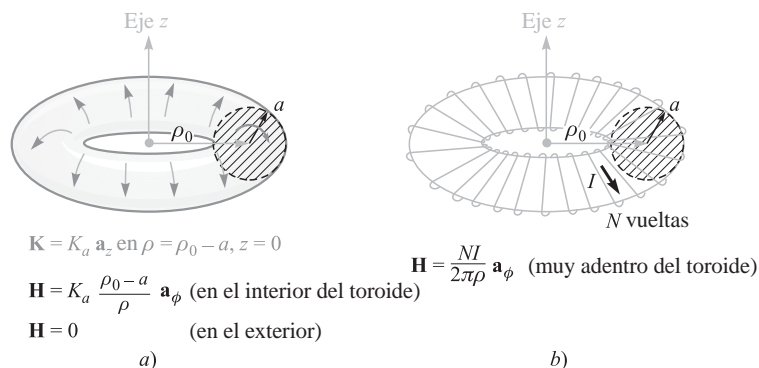 Eje z
ρ0
a
K = Ka az en ρ = ρ0 – a, z = 0
H = Ka (ρ0 – a)/ρ aϕ (en el interior del toroide)
H = 0 (en el exterior)
a)
Eje z
ρ0
a
I
N vueltas
H = NI/2πρ aϕ (muy adentro del toroide)
b)